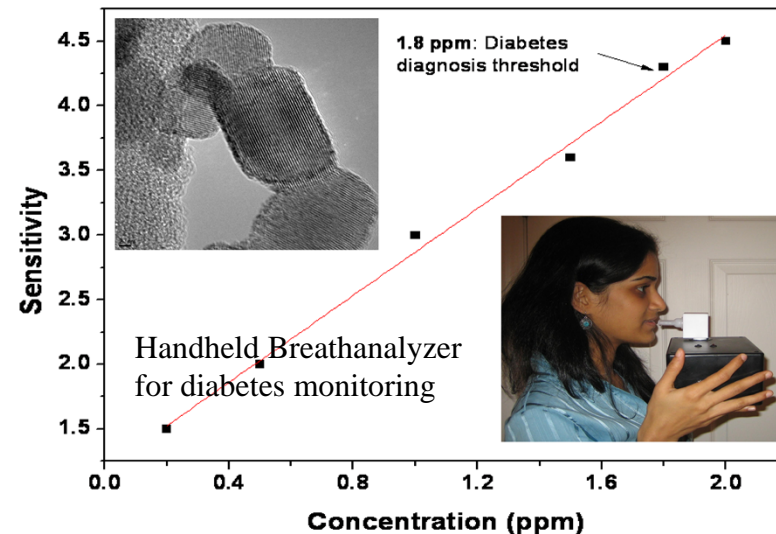 4.5
4.0
3.5
3.0
2.5
2.0
1.5
Sensitivity
1.8 ppm: Diabetes
diagnosis threshold
Handheld Breathanalyzer
for diabetes monitoring
0.0 0.4 0.8 1.2 1.6 2.0
Concentration (ppm)